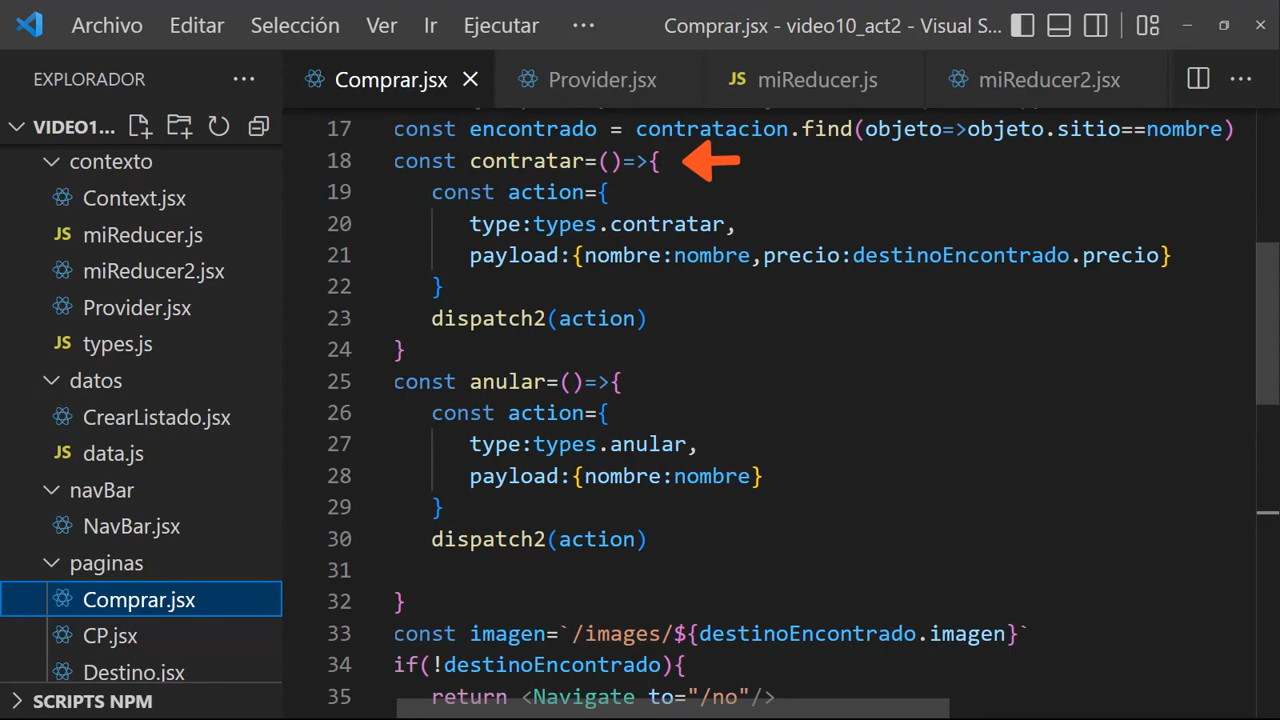 Archivo Editar Selección Ver Ir Ejecutar ··· Comprar.jsx - video10_act2 - Visual S...
EXPLORADOR ··· Comprar.jsx Provider.jsx JS miReducer.js miReducer2.jsx ···
VIDEO1...
contexto
Context.jsx
JS miReducer.js
miReducer2.jsx
Provider.jsx
JS types.js
datos
CrearListado.jsx
JS data.js
navBar
NavBar.jsx
paginas
Comprar.jsx
CP.jsx
Destino.jsx
SCRIPTS NPM
17 const encontrado = contratacion.find(objeto=>objeto.sitio==nombre)
18 const contratar=()=>{
19 const action={
20 type:types.contratar,
21 payload:{nombre:nombre,precio:destinoEncontrado.precio}
22 }
23 dispatch2(action)
24 }
25 const anular=()=>{
26 const action={
27 type:types.anular,
28 payload:{nombre:nombre}
29 }
30 dispatch2(action)
31
32 }
33 const imagen=`/images/${destinoEncontrado.imagen}`
34 if(!destinoEncontrado){
35 return <Navigate to="/no"/>